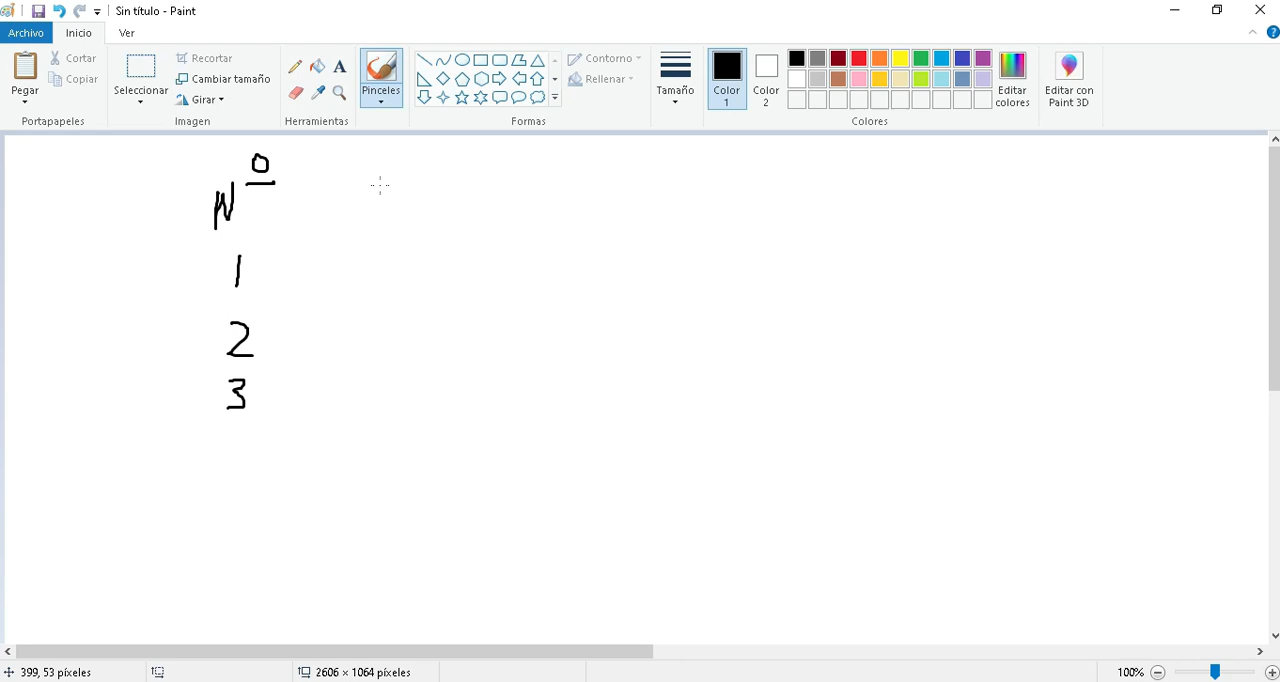 Sin título - Paint
Archivo Inicio Ver
Pegar
Cortar
Copiar
Portapapeles
Seleccionar
Recortar
Cambiar tamaño
Girar
Imagen
A
Herramientas
Pinceles
Contorno
Rellenar
Formas
Tamaño
Color 1
Color 2
Editar colores
Colores
Editar con Paint 3D
Nº
1
2
3
399, 53 píxeles
2606 × 1064 píxeles
100%